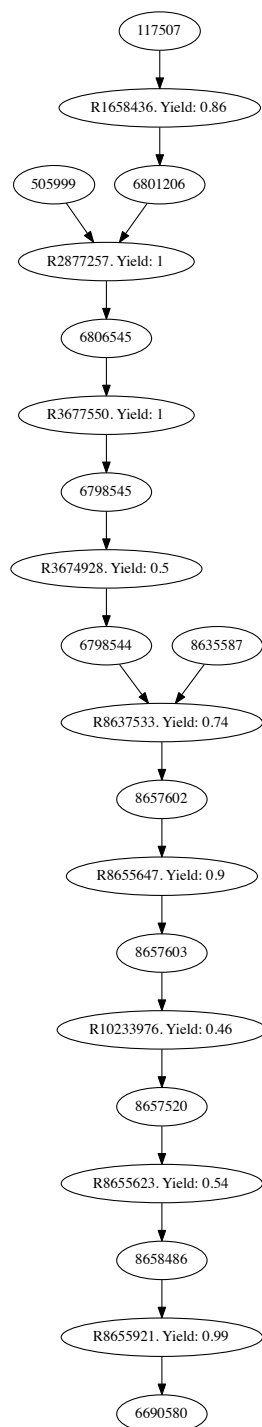 117507
R1658436. Yield: 0.86
505999
6801206
R2877257. Yield: 1
6806545
R3677550. Yield: 1
6798545
R3674928. Yield: 0.5
6798544
8635587
R8637533. Yield: 0.74
8657602
R8655647. Yield: 0.9
8657603
R10233976. Yield: 0.46
8657520
R8655623. Yield: 0.54
8658486
R8655921. Yield: 0.99
6690580